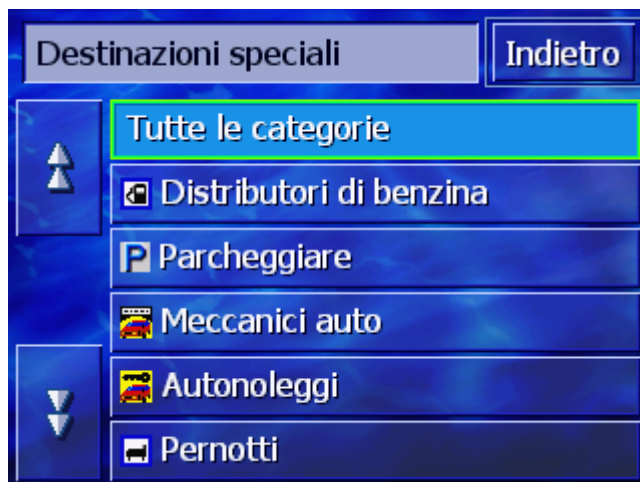 Destinazioni speciali
Indietro
Tutte le categorie
Distributori di benzina
P Parcheggiare
Meccanici auto
Autonoleggi
Pernotti